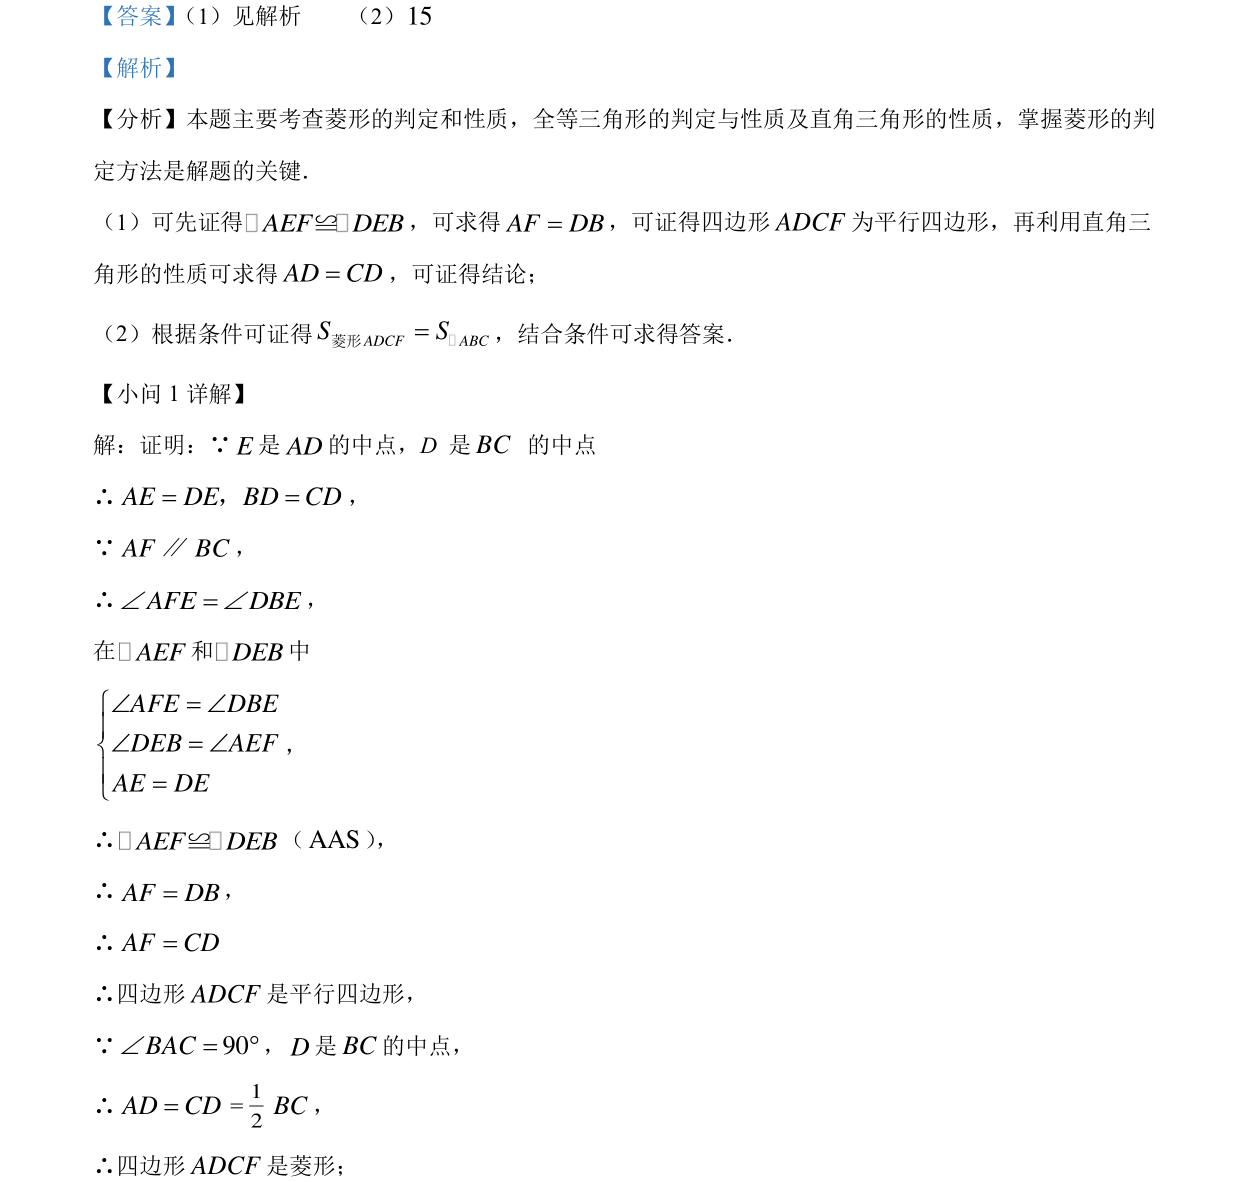 【答案】（1）见解析 （2）15
【解析】
【分析】本题主要考查菱形的判定和性质，全等三角形的判定与性质及直角三角形的性质，掌握菱形的判
定方法是解题的关键．
（1）可先证得□AEF≌□DEB，可求得AF = DB，可证得四边形ADCF为平行四边形，再利用直角三
角形的性质可求得AD = CD，可证得结论；
（2）根据条件可证得S菱形ADCF = S□ABC，结合条件可求得答案．
【小问 1 详解】
解：证明：∵E是AD的中点，D 是BC 的中点
∴AE = DE，BD = CD，
∵AF ∥ BC，
∴∠AFE = ∠DBE，
在□AEF和□DEB中
{∠AFE = ∠DBE
∠DEB = ∠AEF，
AE = DE
∴□AEF≌□DEB（AAS），
∴AF = DB，
∴AF = CD
∴四边形ADCF是平行四边形，
∵∠BAC = 90°，D是BC的中点，
∴AD = CD = 1/2 BC，
∴四边形ADCF是菱形；